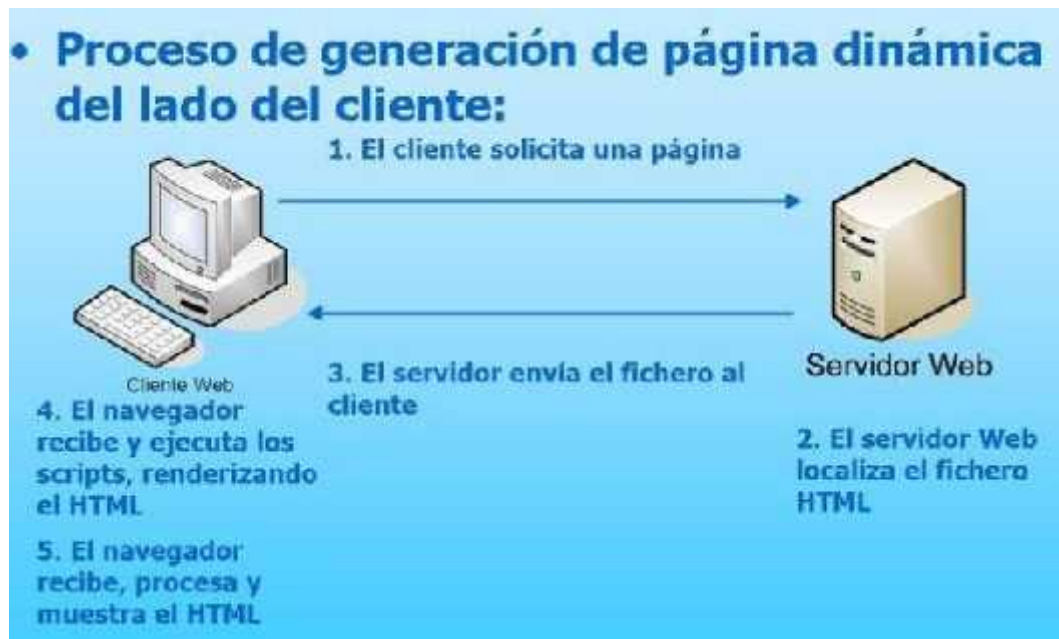 • Proceso de generación de página dinámica
del lado del cliente:
1. El cliente solicita una página
Servidor Web
Cliente Web
3. El servidor envía el fichero al
cliente
2. El servidor Web
localiza el fichero
HTML
4. El navegador
recibe y ejecuta los
scripts, renderizando
el HTML
5. El navegador
recibe, procesa y
muestra el HTML